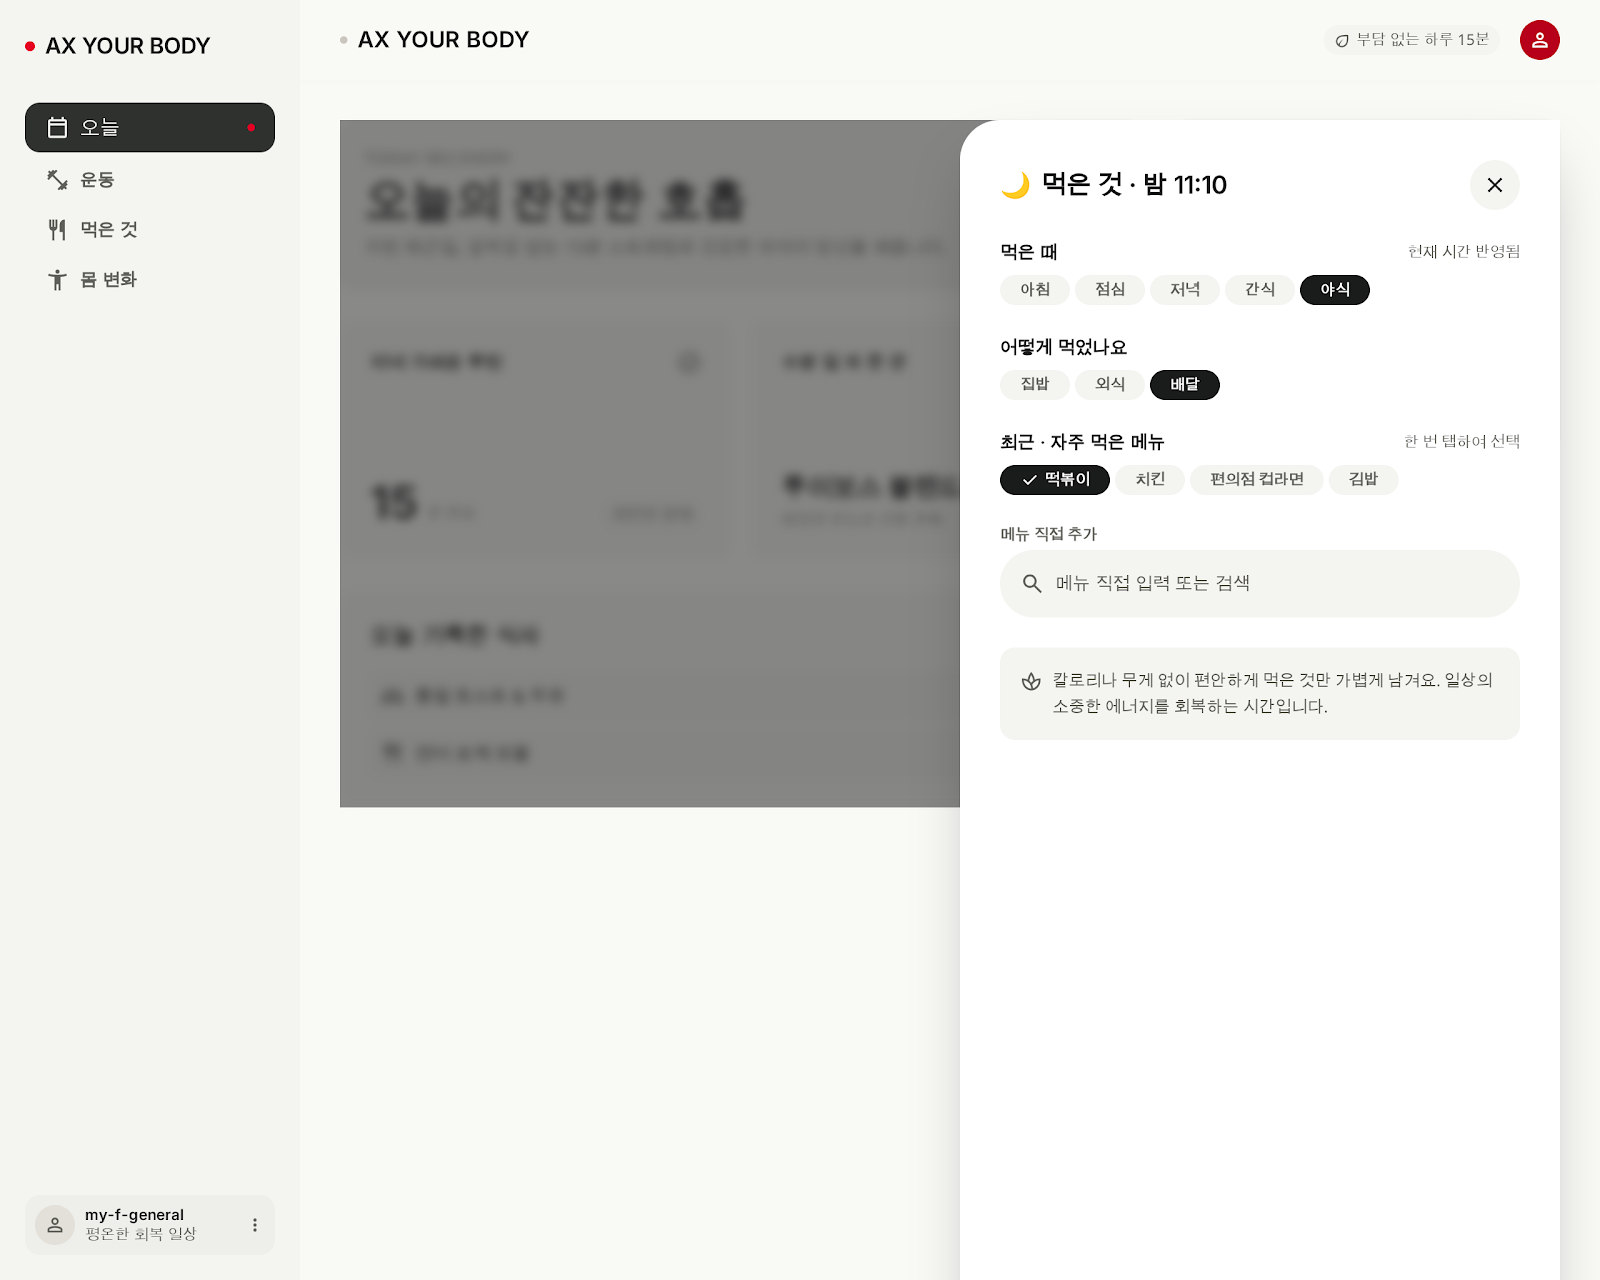 AX YOUR BODY
오늘
운동
먹은 것
몸 변화
my-f-general
평온한 회복 일상
AX YOUR BODY
부담 없는 하루 15분
오늘의 잔잔한 호흡
15
🌙 먹은 것 · 밤 11:10
먹은 때
현재 시간 반영됨
아침
점심
저녁
간식
야식
어떻게 먹었나요
집밥
외식
배달
최근 · 자주 먹은 메뉴
한 번 탭하여 선택
떡볶이
치킨
편의점 컵라면
김밥
메뉴 직접 추가
메뉴 직접 입력 또는 검색
칼로리나 무게 없이 편안하게 먹은 것만 가볍게 남겨요. 일상의
소중한 에너지를 회복하는 시간입니다.